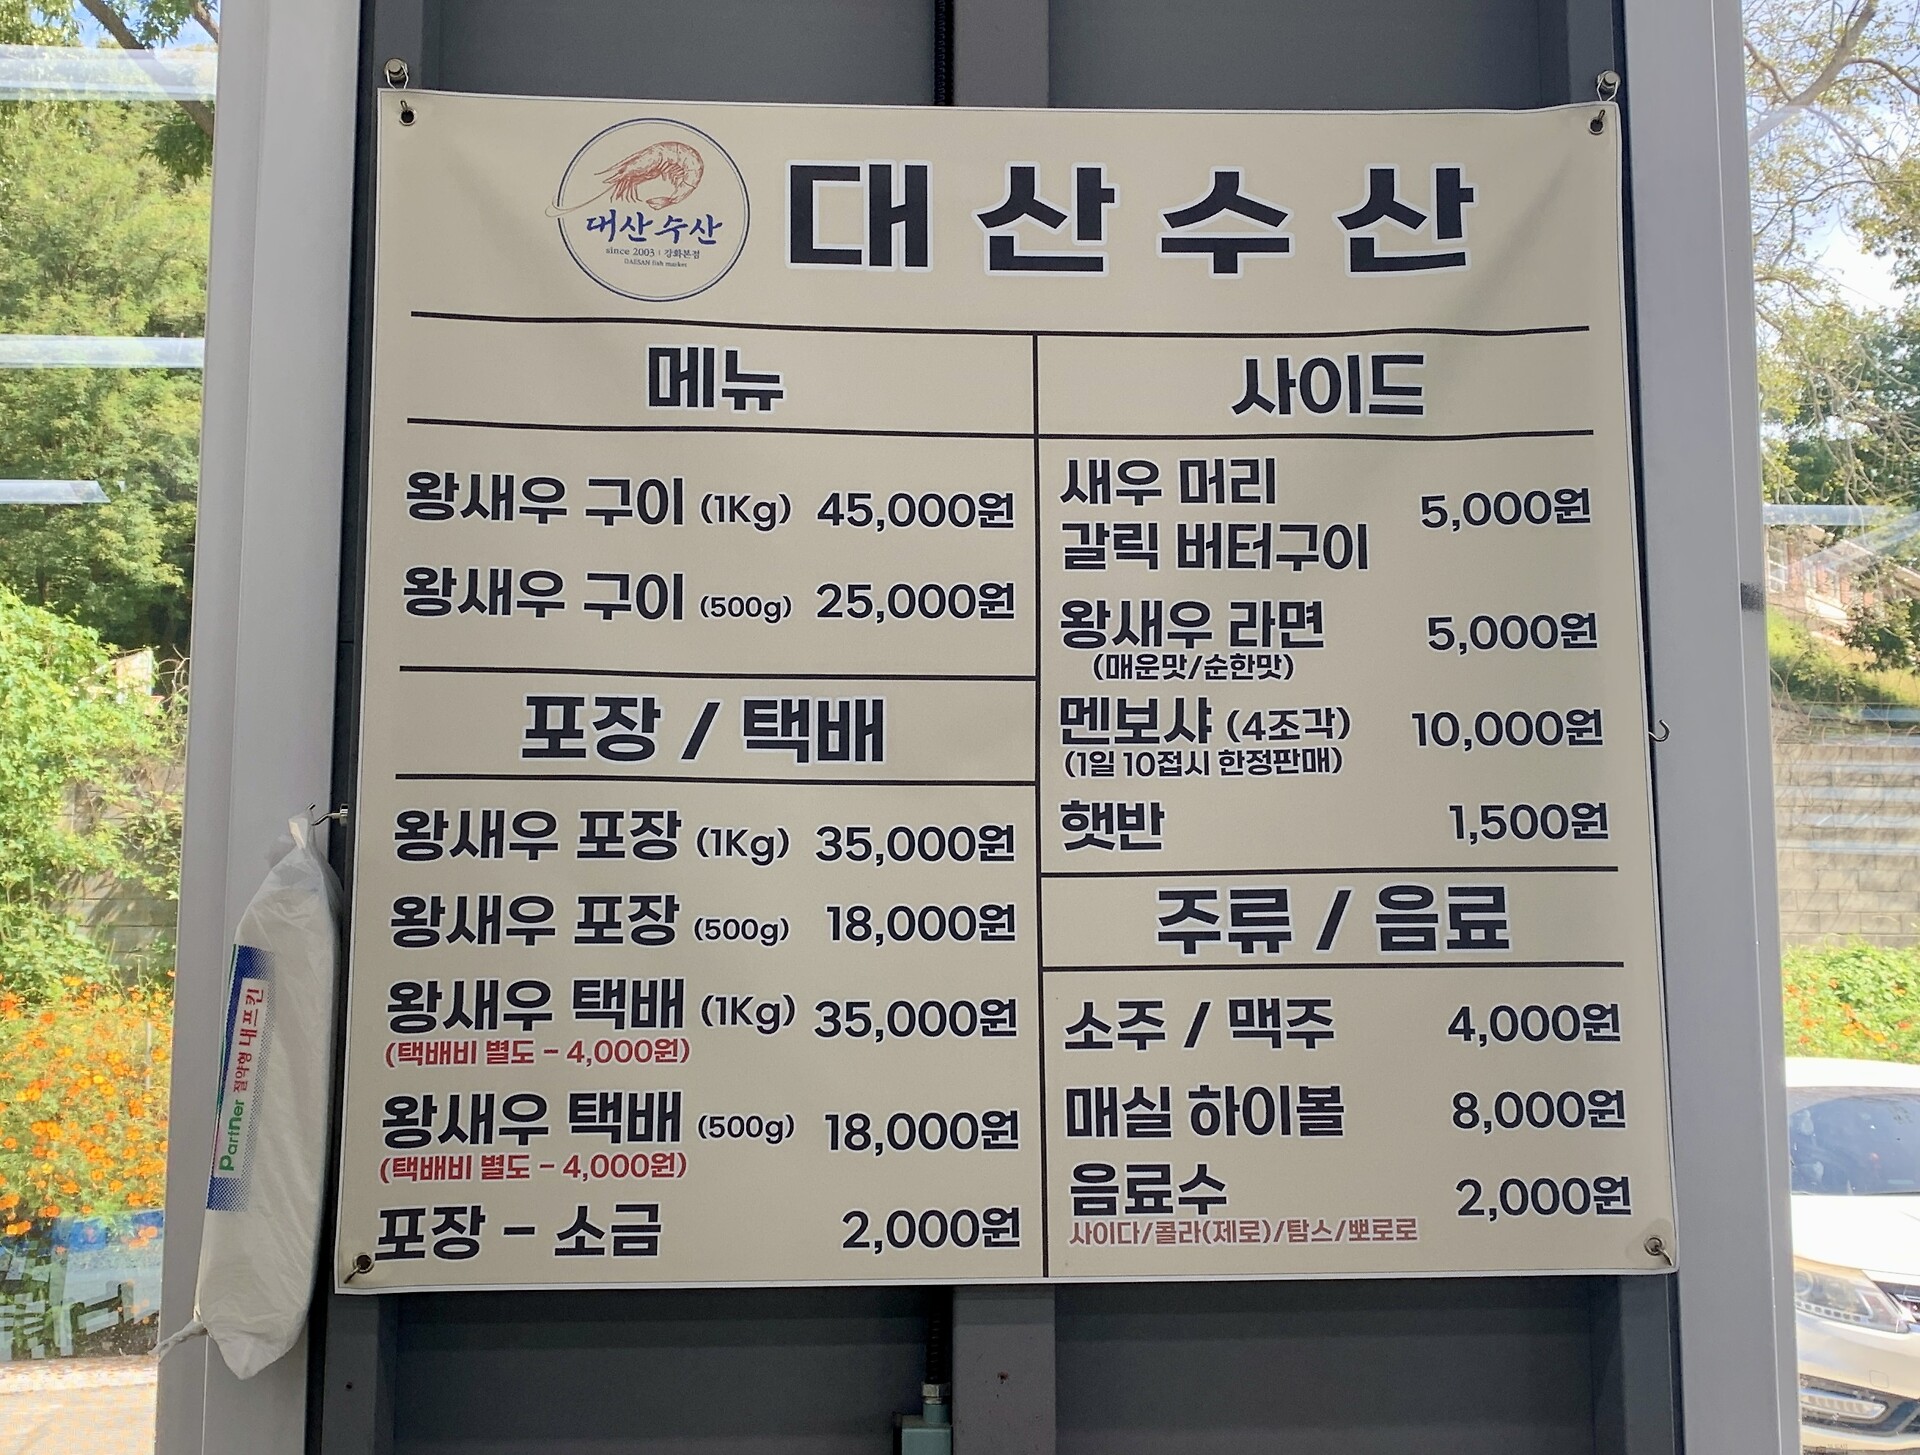 대산수산
since 2003 | 강화본점
DAESAN fish market
대산수산
메뉴
왕새우 구이 (1Kg) 45,000원
왕새우 구이 (500g) 25,000원
포장 / 택배
왕새우 포장 (1Kg) 35,000원
왕새우 포장 (500g) 18,000원
왕새우 택배 (1Kg) 35,000원
(택배비 별도 - 4,000원)
왕새우 택배 (500g) 18,000원
(택배비 별도 - 4,000원)
포장 - 소금 2,000원
사이드
새우 머리
갈릭 버터구이 5,000원
왕새우 라면 5,000원
(매운맛/순한맛)
멘보샤 (4조각) 10,000원
(1일 10접시 한정판매)
햇반 1,500원
주류 / 음료
소주 / 맥주 4,000원
매실 하이볼 8,000원
음료수 2,000원
사이다/콜라(제로)/탐스/뽀로로
Partner 절약형 내프킨